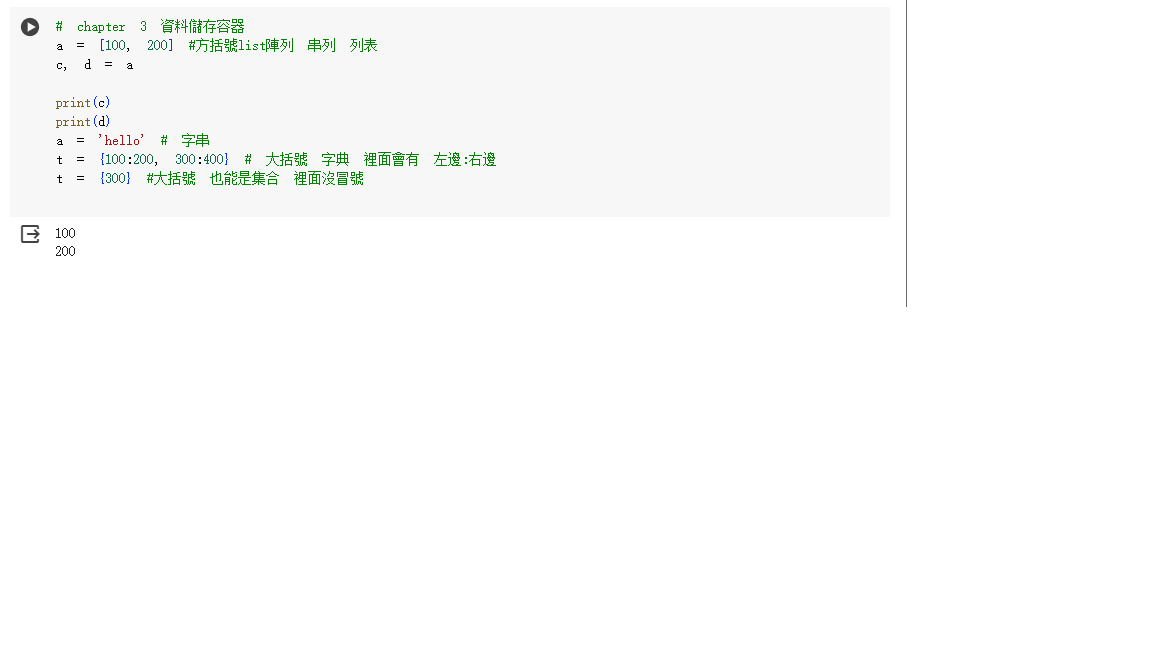 # chapter 3 資料儲存容器
a = [100, 200] #方括號list陣列 串列 列表
c, d = a
print(c)
print(d)
a = 'hello' # 字串
t = {100:200, 300:400} # 大括號 字典 裡面會有 左邊:右邊
t = {300} #大括號 也能是集合 裡面沒冒號
100
200